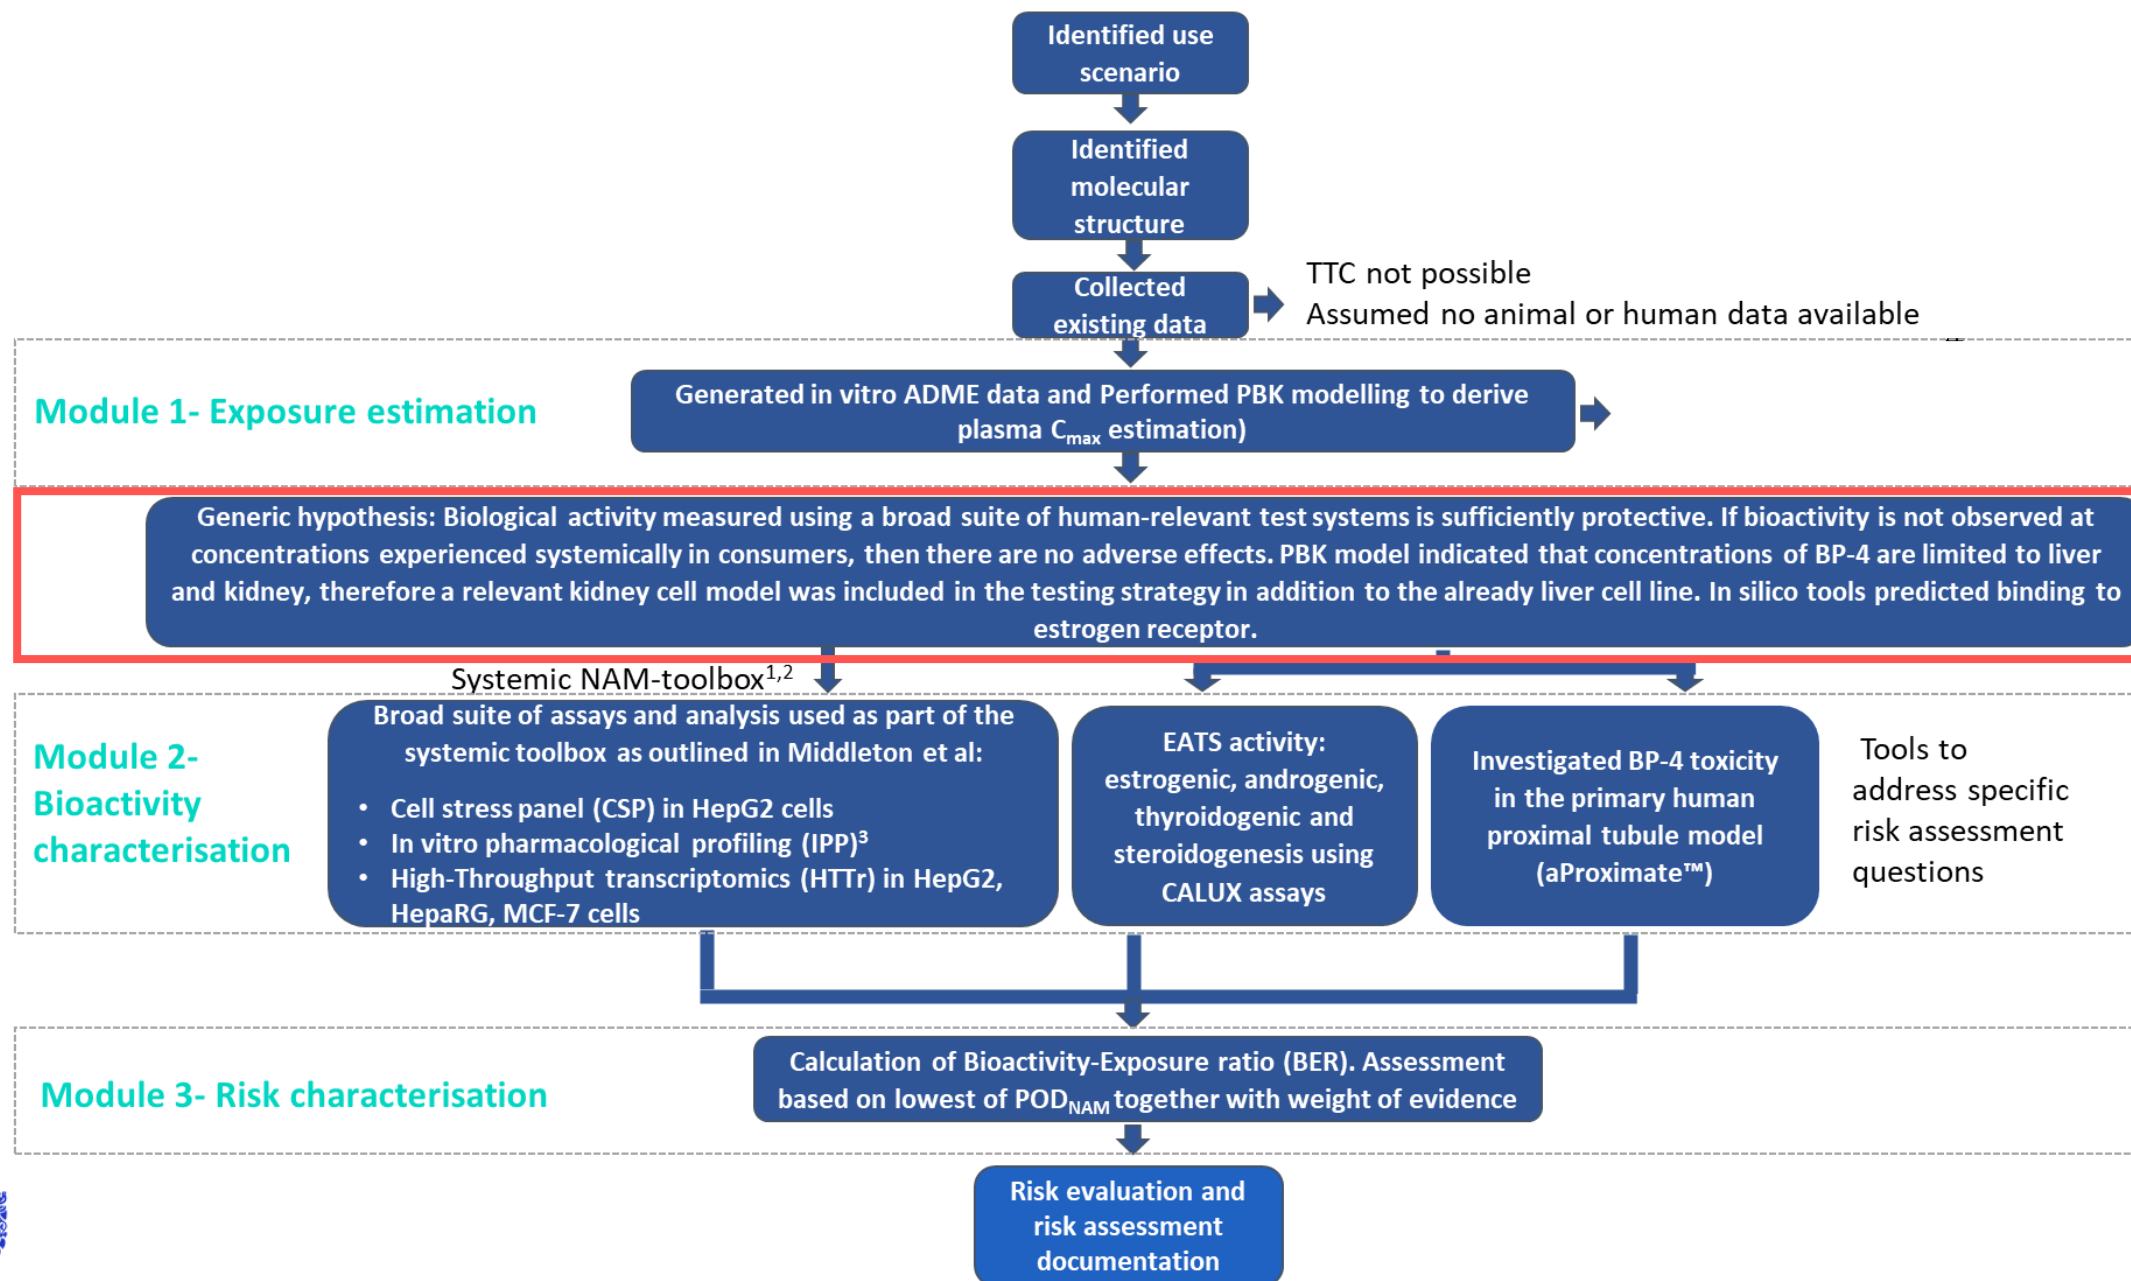 Identified use
scenario
Identified
molecular
structure
Collected
existing data
TTC not possible
Assumed no animal or human data available
Module 1- Exposure estimation
Generated in vitro ADME data and Performed PBK modelling to derive
plasma Cmax estimation)
Generic hypothesis: Biological activity measured using a broad suite of human-relevant test systems is sufficiently protective. If bioactivity is not observed at
concentrations experienced systemically in consumers, then there are no adverse effects. PBK model indicated that concentrations of BP-4 are limited to liver
and kidney, therefore a relevant kidney cell model was included in the testing strategy in addition to the already liver cell line. In silico tools predicted binding to
estrogen receptor.
Systemic NAM-toolbox1,2
Module 2-
Bioactivity
characterisation
Broad suite of assays and analysis used as part of the
systemic toolbox as outlined in Middleton et al:
• Cell stress panel (CSP) in HepG2 cells
• In vitro pharmacological profiling (IPP)3
• High-Throughput transcriptomics (HTTr) in HepG2,
HepaRG, MCF-7 cells
EATS activity:
estrogenic, androgenic,
thyroidogenic and
steroidogenesis using
CALUX assays
Investigated BP-4 toxicity
in the primary human
proximal tubule model
(aProximate™)
Tools to
address specific
risk assessment
questions
Module 3- Risk characterisation
Calculation of Bioactivity-Exposure ratio (BER). Assessment
based on lowest of PODNAM together with weight of evidence
Risk evaluation and
risk assessment
documentation